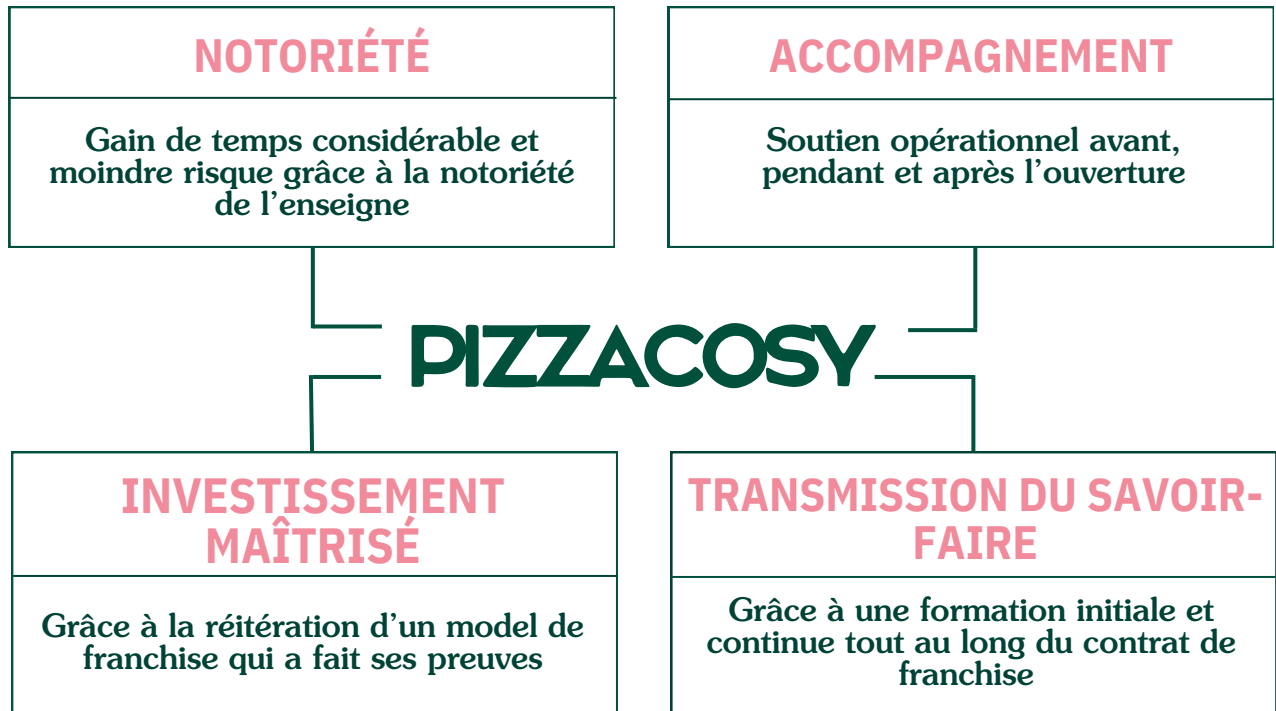 NOTORIÉTÉ
Gain de temps considérable et
moindre risque grâce à la notoriété
de l’enseigne
ACCOMPAGNEMENT
Soutien opérationnel avant,
pendant et après l’ouverture
PIZZACOSY
INVESTISSEMENT
MAÎTRISÉ
Grâce à la réitération d’un model de
franchise qui a fait ses preuves
TRANSMISSION DU SAVOIR-
FAIRE
Grâce à une formation initiale et
continue tout au long du contrat de
franchise